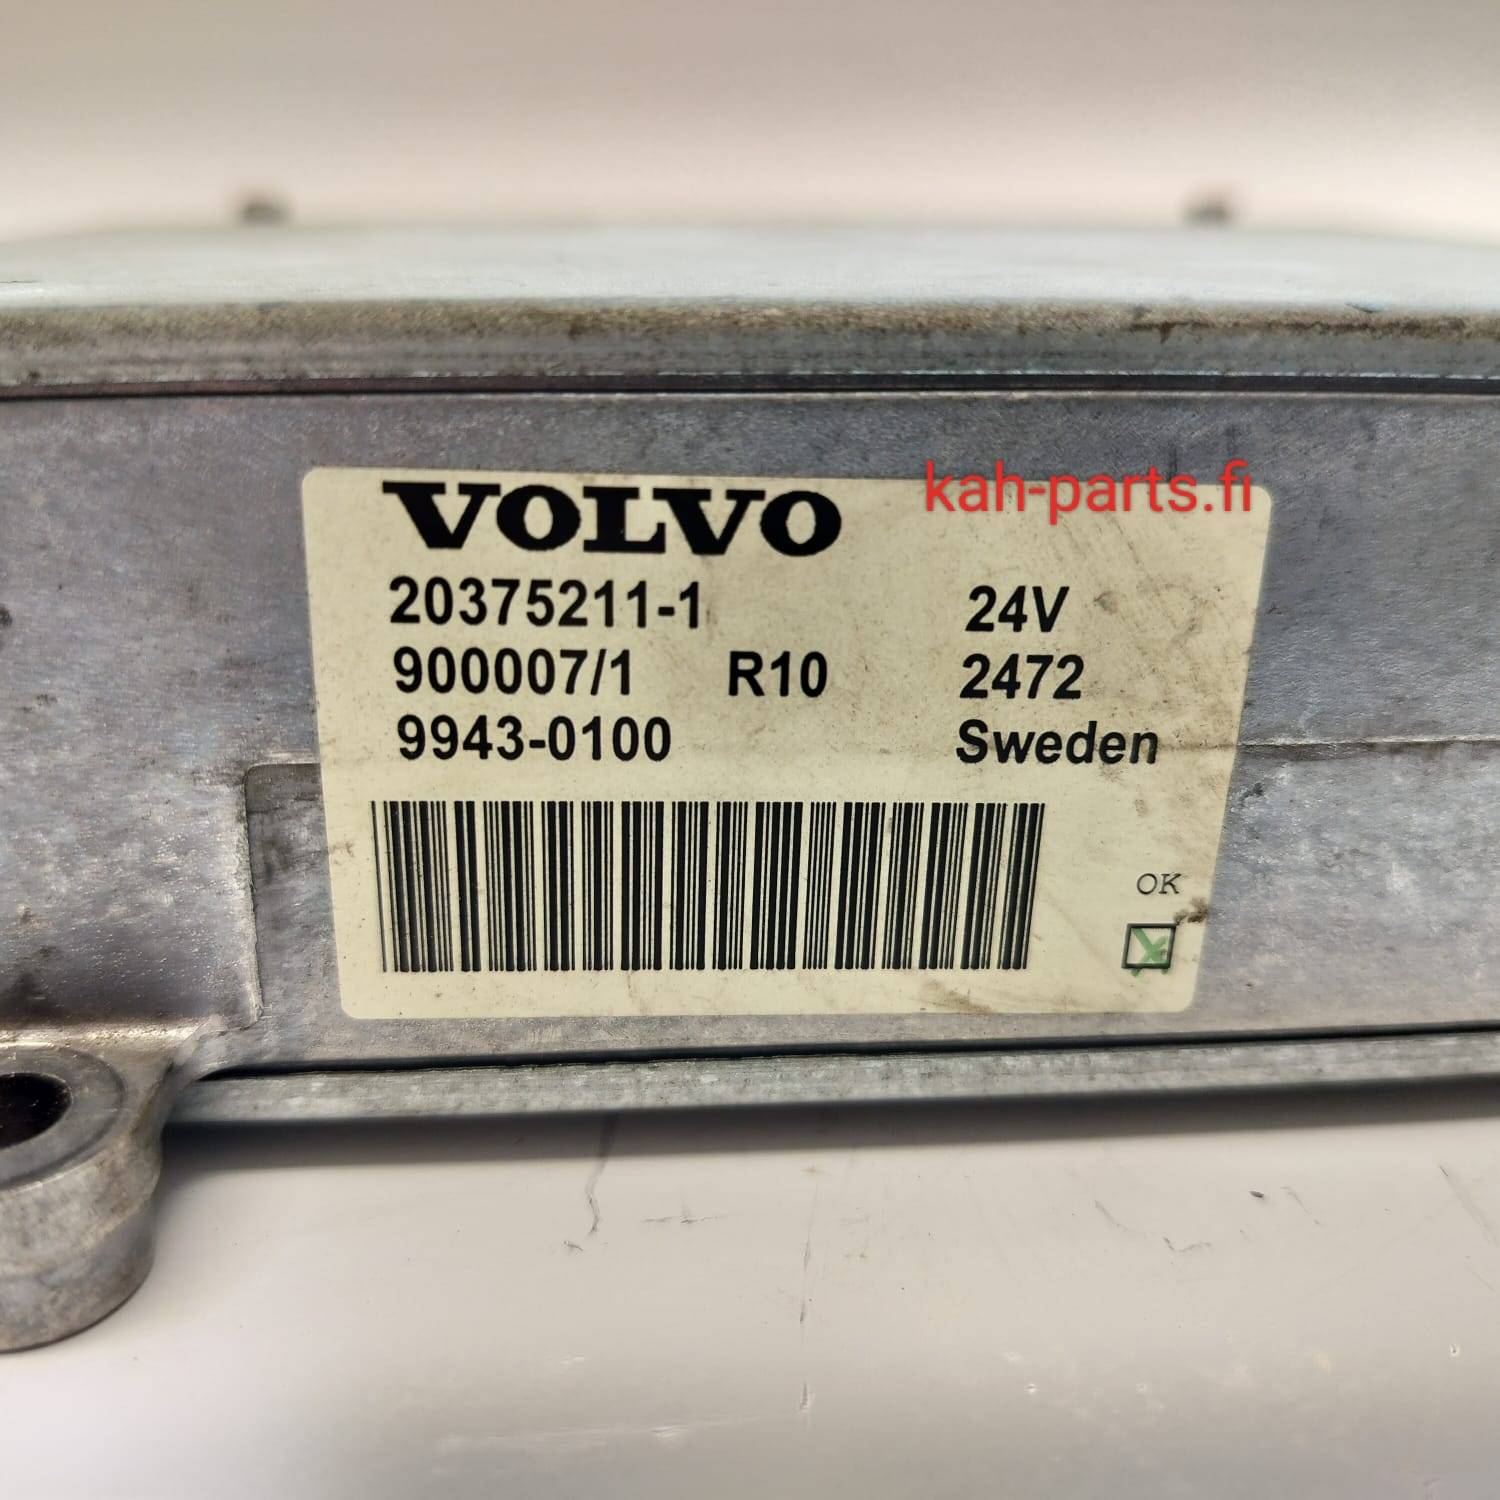 kah-parts.fi
VOLVO
20375211-1 24V
900007/1 R10 2472
9943-0100 Sweden
OK